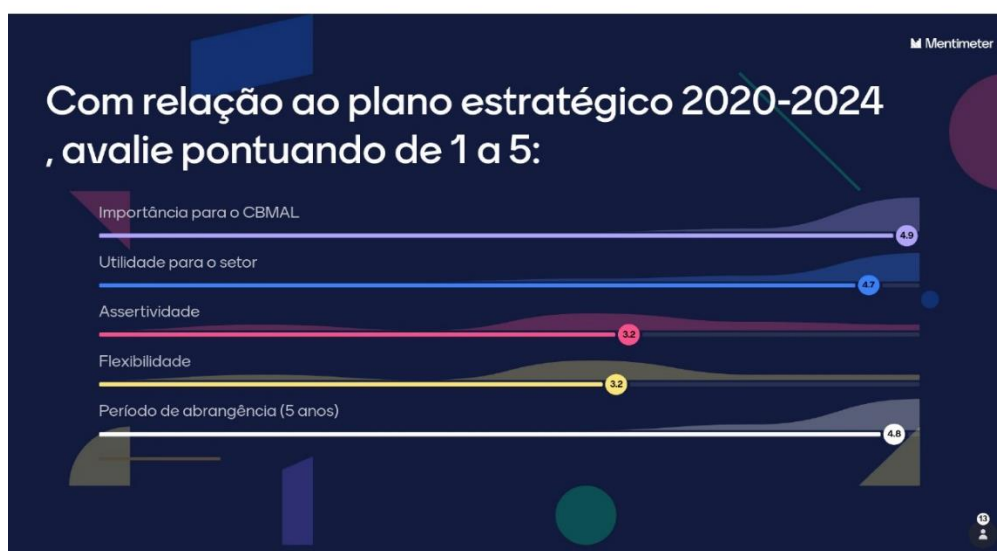 Mentimeter
Com relação ao plano estratégico 2020-2024
, avalie pontuando de 1 a 5:
Importância para o CBMAL
4.9
Utilidade para o setor
4.7
Assertividade
3.2
Flexibilidade
3.2
Período de abrangência (5 anos)
4.8
13